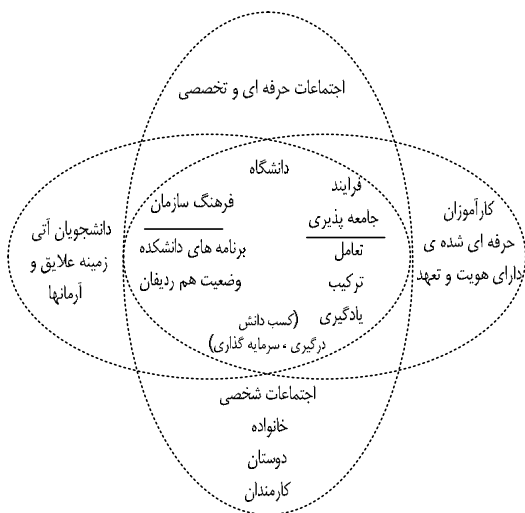 اجتماعات حرفه ای و تخصصی
دانشگاه
فرایند
جامعه پذیری
تعامل
ترکیب
یادگیری
فرهنگ سازمان
برنامه های دانشکده
وضعیت هم ردیفان
(کسب دانش
درگیری ، سرمایه گذاری)
کارآموزان
حرفه ای شده ی
دارای هویت و تعهد
دانشجویان آتی
زمینه علایق و
آرمانها
اجتماعات شخصی
خانواده
دوستان
کارمندان